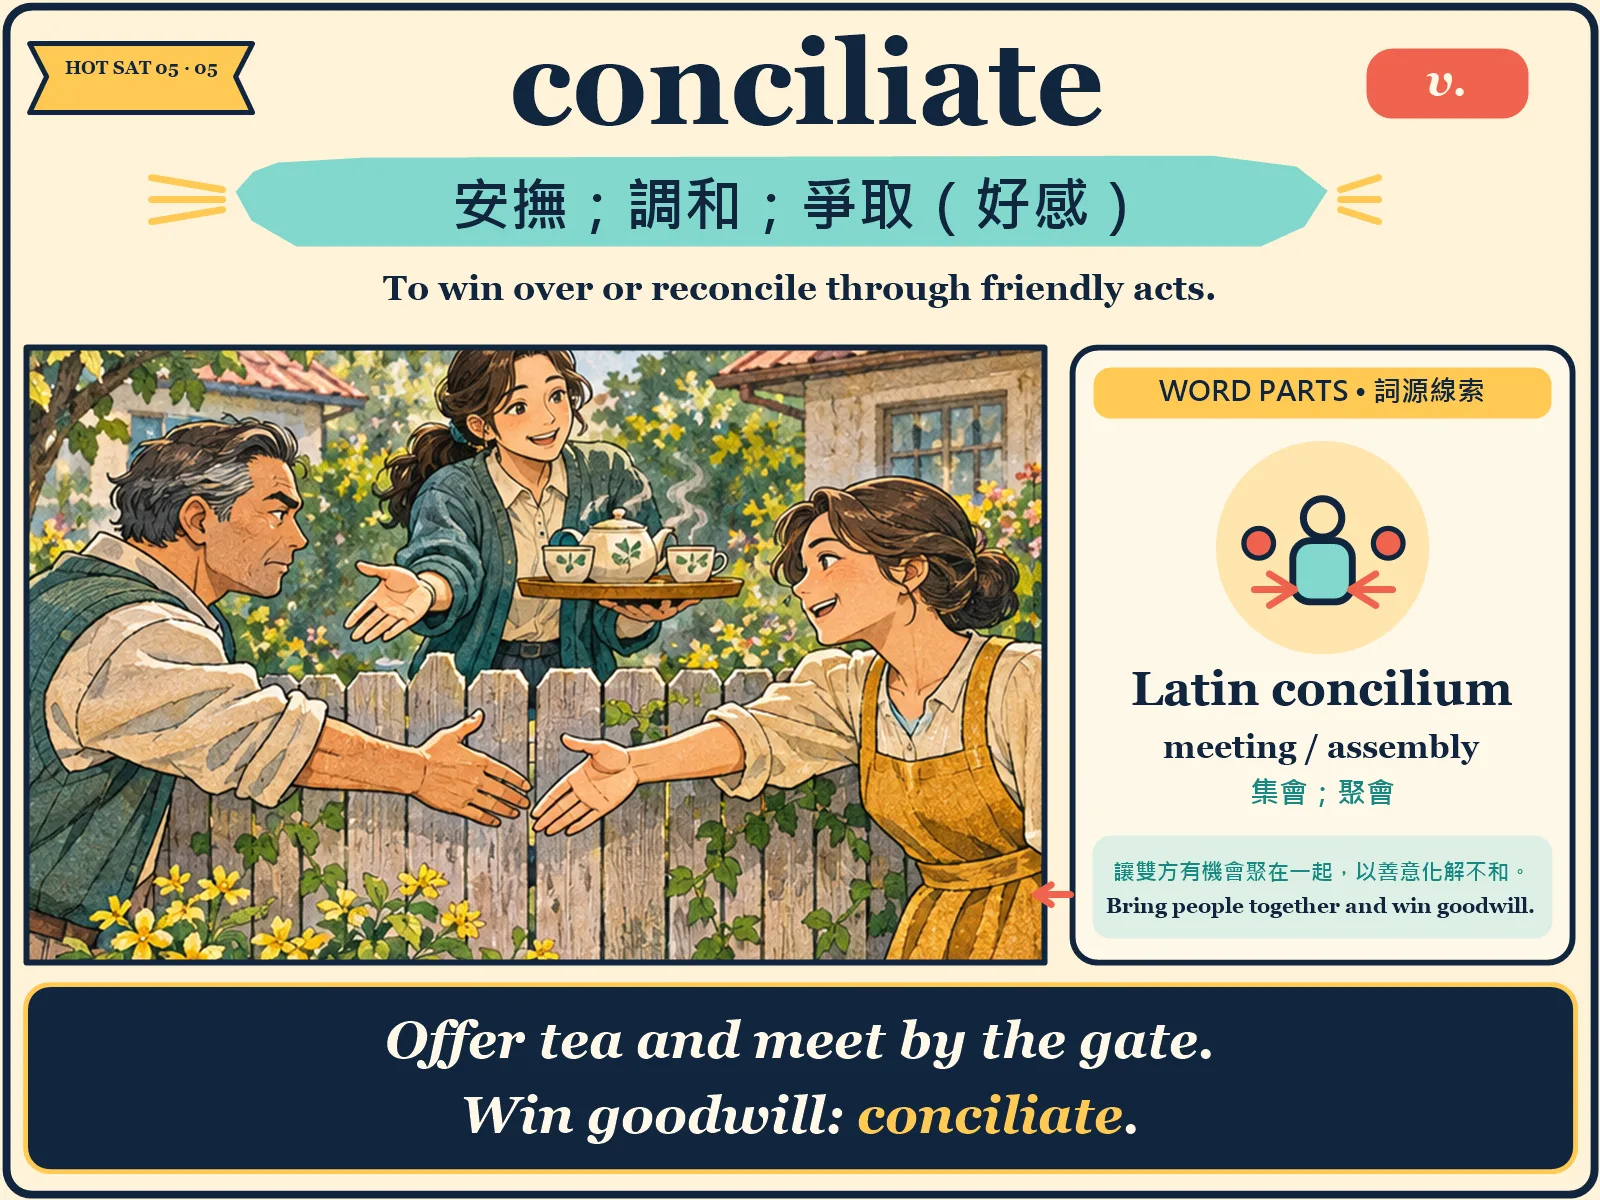 HOT SAT 05 · 05
conciliate
v.
安撫；調和；爭取（好感）
To win over or reconcile through friendly acts.
WORD PARTS • 詞源線索
Latin concilium
meeting / assembly
集會；聚會
讓雙方有機會聚在一起，以善意化解不和。
Bring people together and win goodwill.
Offer tea and meet by the gate.
Win goodwill: conciliate.